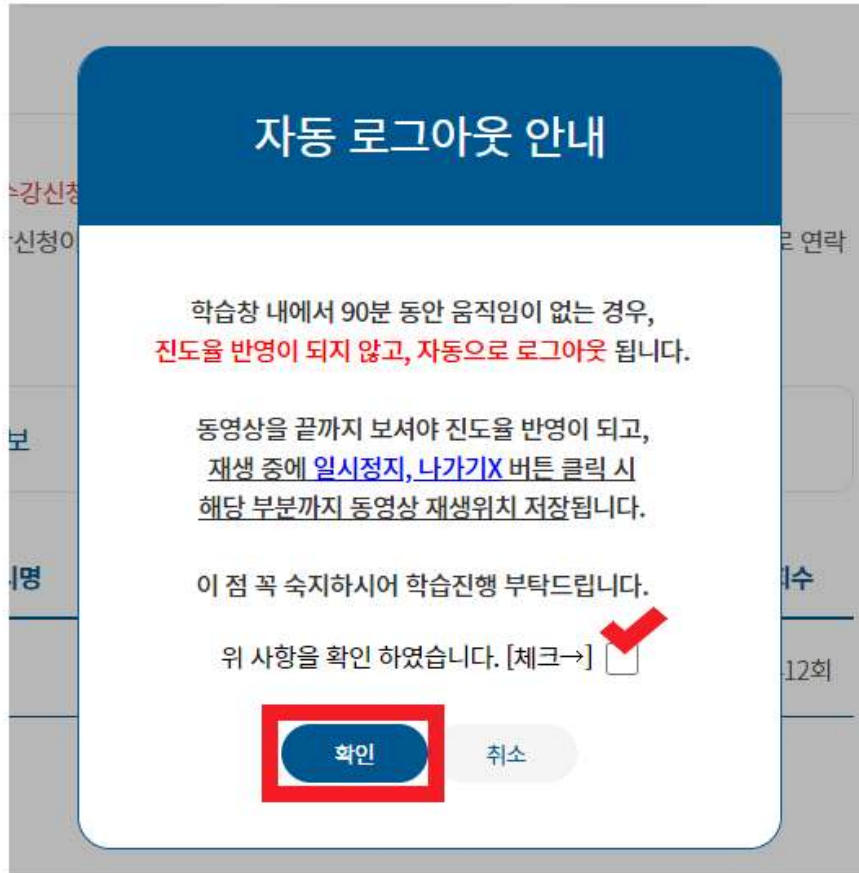 자동 로그아웃 안내
수강신청
신청이
로 연락
학습창 내에서 90분 동안 움직임이 없는 경우,
진도율 반영이 되지 않고, 자동으로 로그아웃 됩니다.
보
동영상을 끝까지 보셔야 진도율 반영이 되고,
재생 중에 일시정지, 나가기X 버튼 클릭 시
해당 부분까지 동영상 재생위치 저장됩니다.
명
이 점 꼭 숙지하시어 학습진행 부탁드립니다.
수
위 사항을 확인 하였습니다. [체크→]
12회
확인
취소